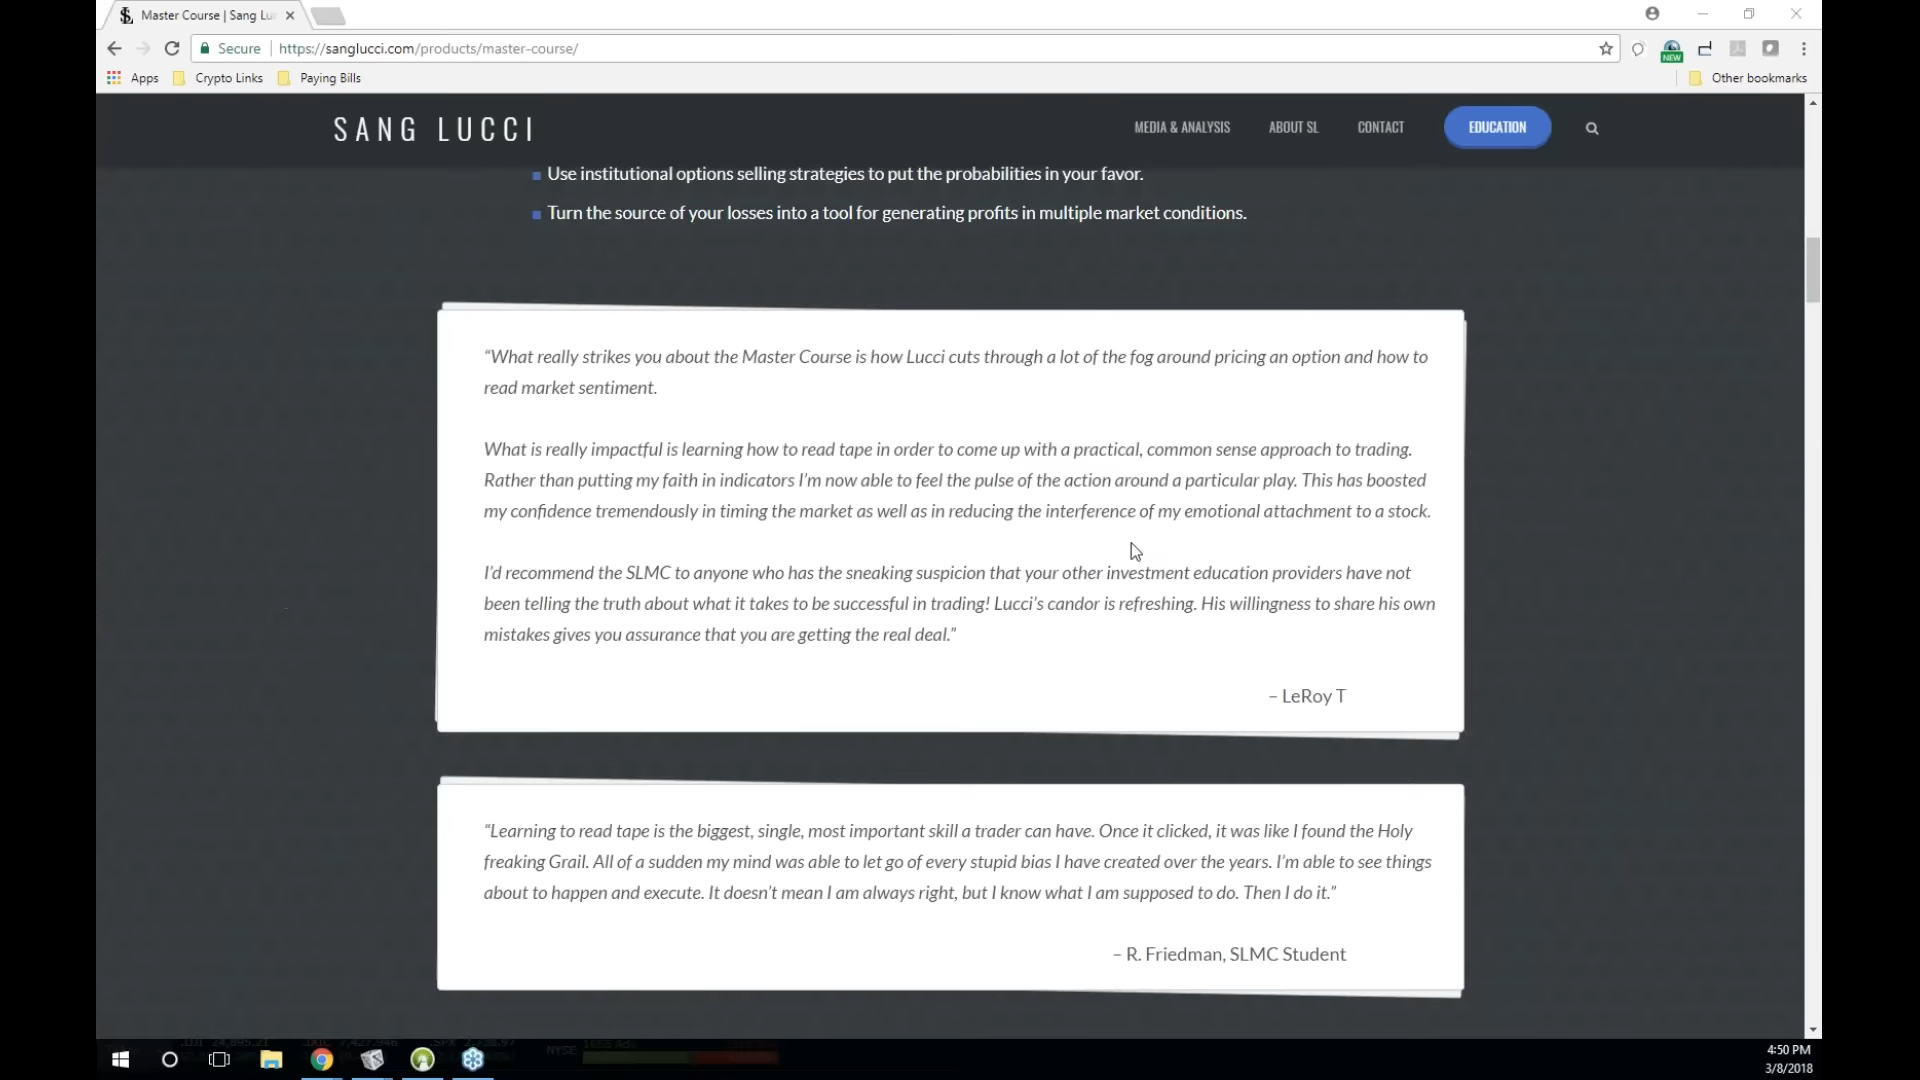 Master Course | Sang Luc
Secure
https://sanglucci.com/products/master-course/
NEW
Apps
Crypto Links
Paying Bills
Other bookmarks
SANG LUCCI
MEDIA & ANALYSIS
ABOUT SL
CONTACT
EDUCATION
Use institutional options selling strategies to put the probabilities in your favor.
Turn the source of your losses into a tool for generating profits in multiple market conditions.
“What really strikes you about the Master Course is how Lucci cuts through a lot of the fog around pricing an option and how to
read market sentiment.
What is really impactful is learning how to read tape in order to come up with a practical, common sense approach to trading.
Rather than putting my faith in indicators I’m now able to feel the pulse of the action around a particular play. This has boosted
my confidence tremendously in timing the market as well as in reducing the interference of my emotional attachment to a stock.
I’d recommend the SLMC to anyone who has the sneaking suspicion that your other investment education providers have not
been telling the truth about what it takes to be successful in trading! Lucci’s candor is refreshing. His willingness to share his own
mistakes gives you assurance that you are getting the real deal.”
– LeRoy T
“Learning to read tape is the biggest, single, most important skill a trader can have. Once it clicked, it was like I found the Holy
freaking Grail. All of a sudden my mind was able to let go of every stupid bias I have created over the years. I’m able to see things
about to happen and execute. It doesn’t mean I am always right, but I know what I am supposed to do. Then I do it.”
– R. Friedman, SLMC Student
NYSE
4:50 PM
3/8/2018